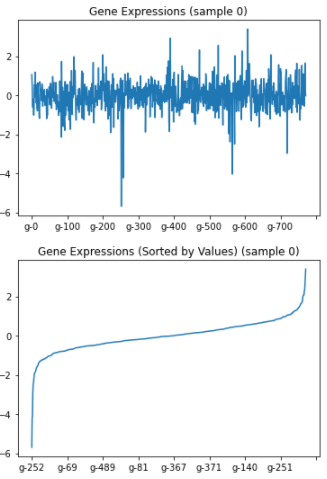 Gene Expressions (sample 0)
2
0
-2
-4
-6
g-0 g-100 g-200 g-300 g-400 g-500 g-600 g-700
Gene Expressions (Sorted by Values) (sample 0)
2
0
-2
-4
-6
g-252 g-69 g-489 g-81 g-367 g-371 g-140 g-251